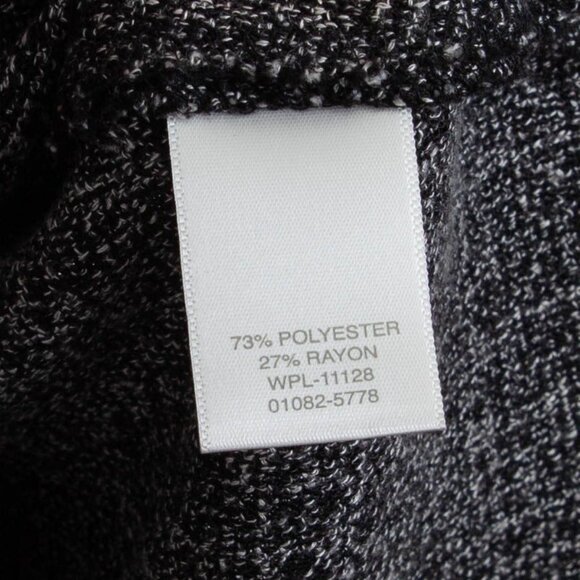 73% POLYESTER
27% RAYON
WPL-11128
01082-5778